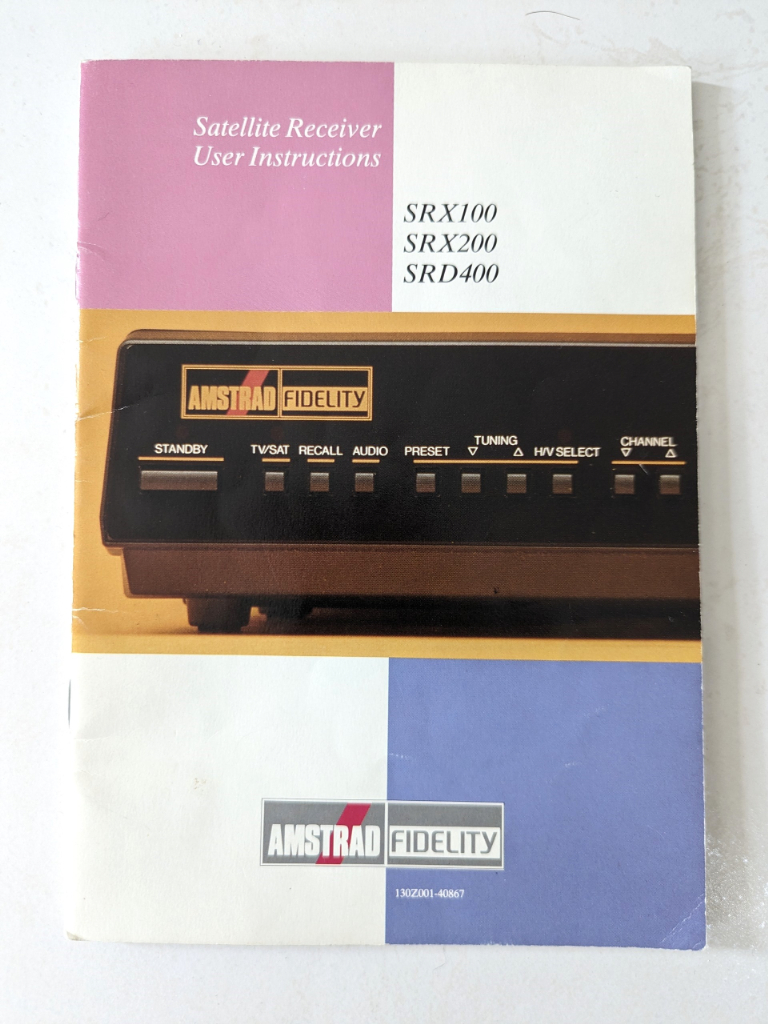 Satellite Receiver
User Instructions
SRX100
SRX200
SRD400
AMSTRAD FIDELITY
STANDBY TV/SAT RECALL AUDIO PRESET TUNING H/V SELECT CHANNEL
AMSTRAD FIDELITY
130Z001-40867